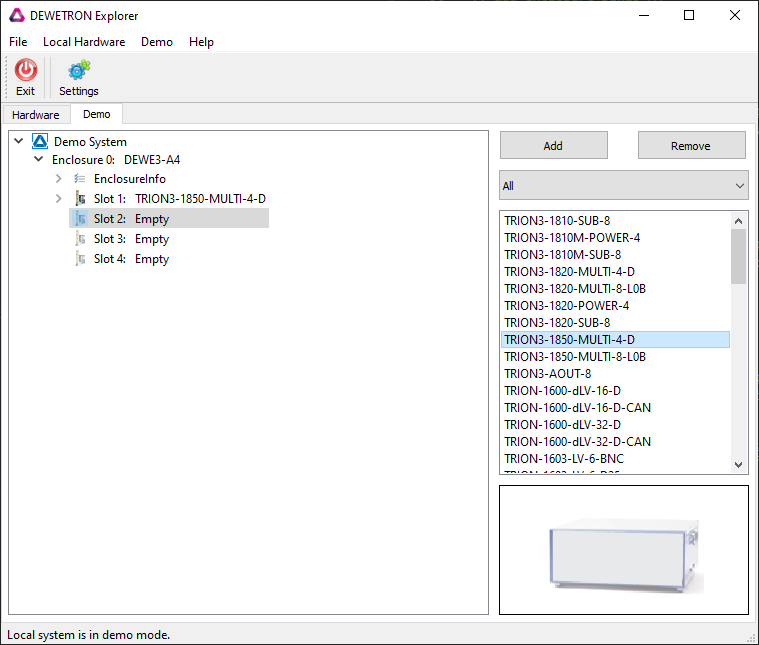 DEWETRON Explorer
File Local Hardware Demo Help
Exit Settings
Hardware Demo
Demo System
Enclosure 0: DEWE3-A4
EnclosureInfo
Slot 1: TRION3-1850-MULTI-4-D
Slot 2: Empty
Slot 3: Empty
Slot 4: Empty
Add Remove
All
TRION3-1810-SUB-8
TRION3-1810M-POWER-4
TRION3-1810M-SUB-8
TRION3-1820-MULTI-4-D
TRION3-1820-MULTI-8-L0B
TRION3-1820-POWER-4
TRION3-1820-SUB-8
TRION3-1850-MULTI-4-D
TRION3-1850-MULTI-8-L0B
TRION3-AOUT-8
TRION-1600-dLV-16-D
TRION-1600-dLV-16-D-CAN
TRION-1600-dLV-32-D
TRION-1600-dLV-32-D-CAN
TRION-1603-LV-6-BNC
Local system is in demo mode.